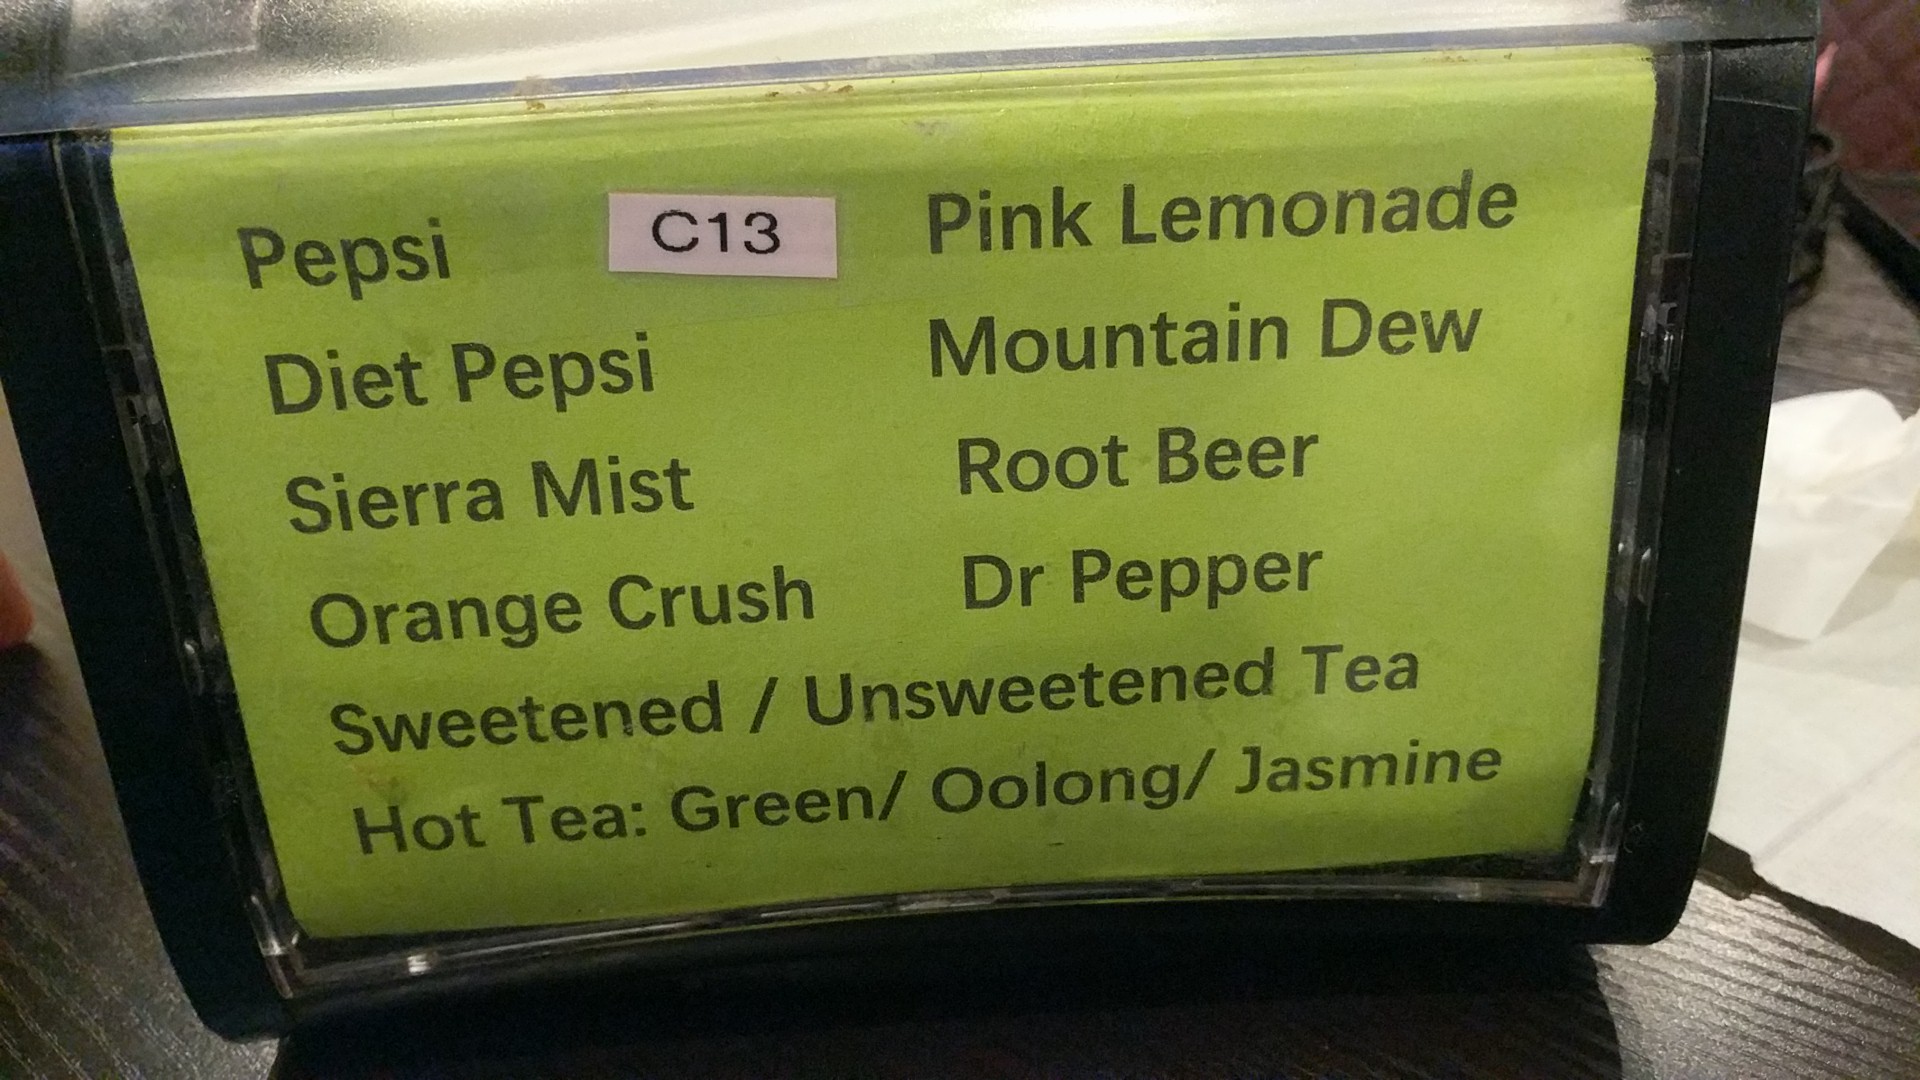 Pepsi C13 Pink Lemonade
Diet Pepsi Mountain Dew
Sierra Mist Root Beer
Orange Crush Dr Pepper
Sweetened / Unsweetened Tea
Hot Tea: Green/ Oolong/ Jasmine